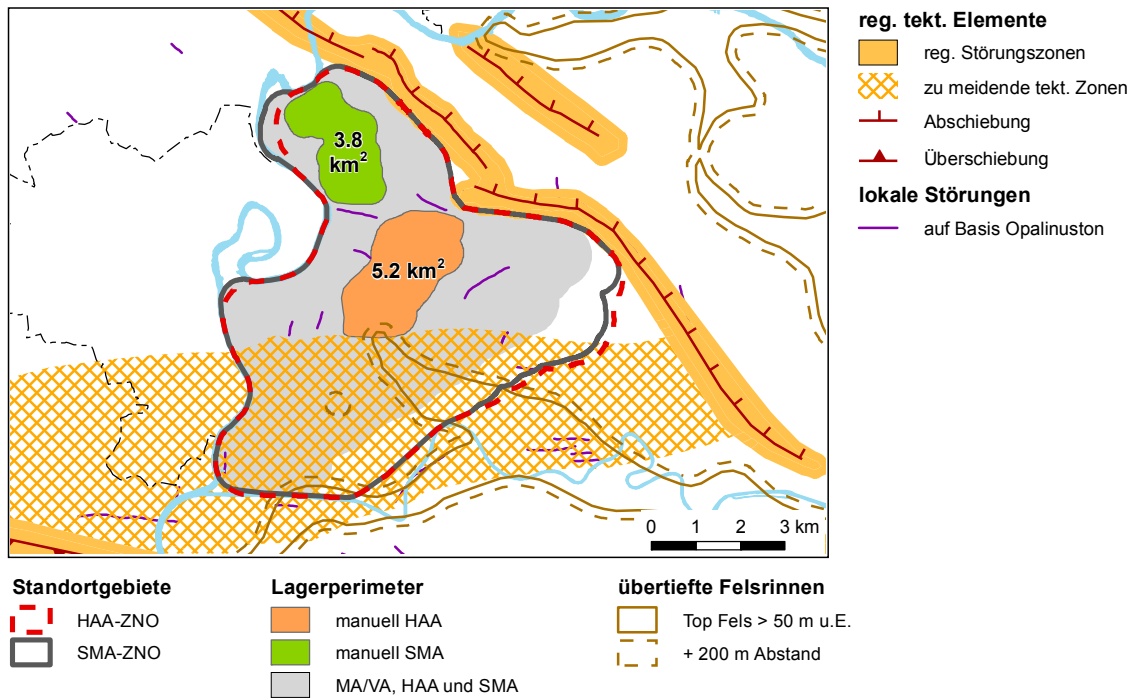 3.8
km²
5.2 km²
0 1 2 3 km
reg. tekt. Elemente
reg. Störungszonen
zu meidende tekt. Zonen
Abschiebung
Überschiebung
lokale Störungen
auf Basis Opalinuston
Standortgebiete
HAA-ZNO
SMA-ZNO
Lagerperimeter
manuell HAA
manuell SMA
MA/VA, HAA und SMA
übertiefte Felsrinnen
Top Fels > 50 m u.E.
+ 200 m Abstand